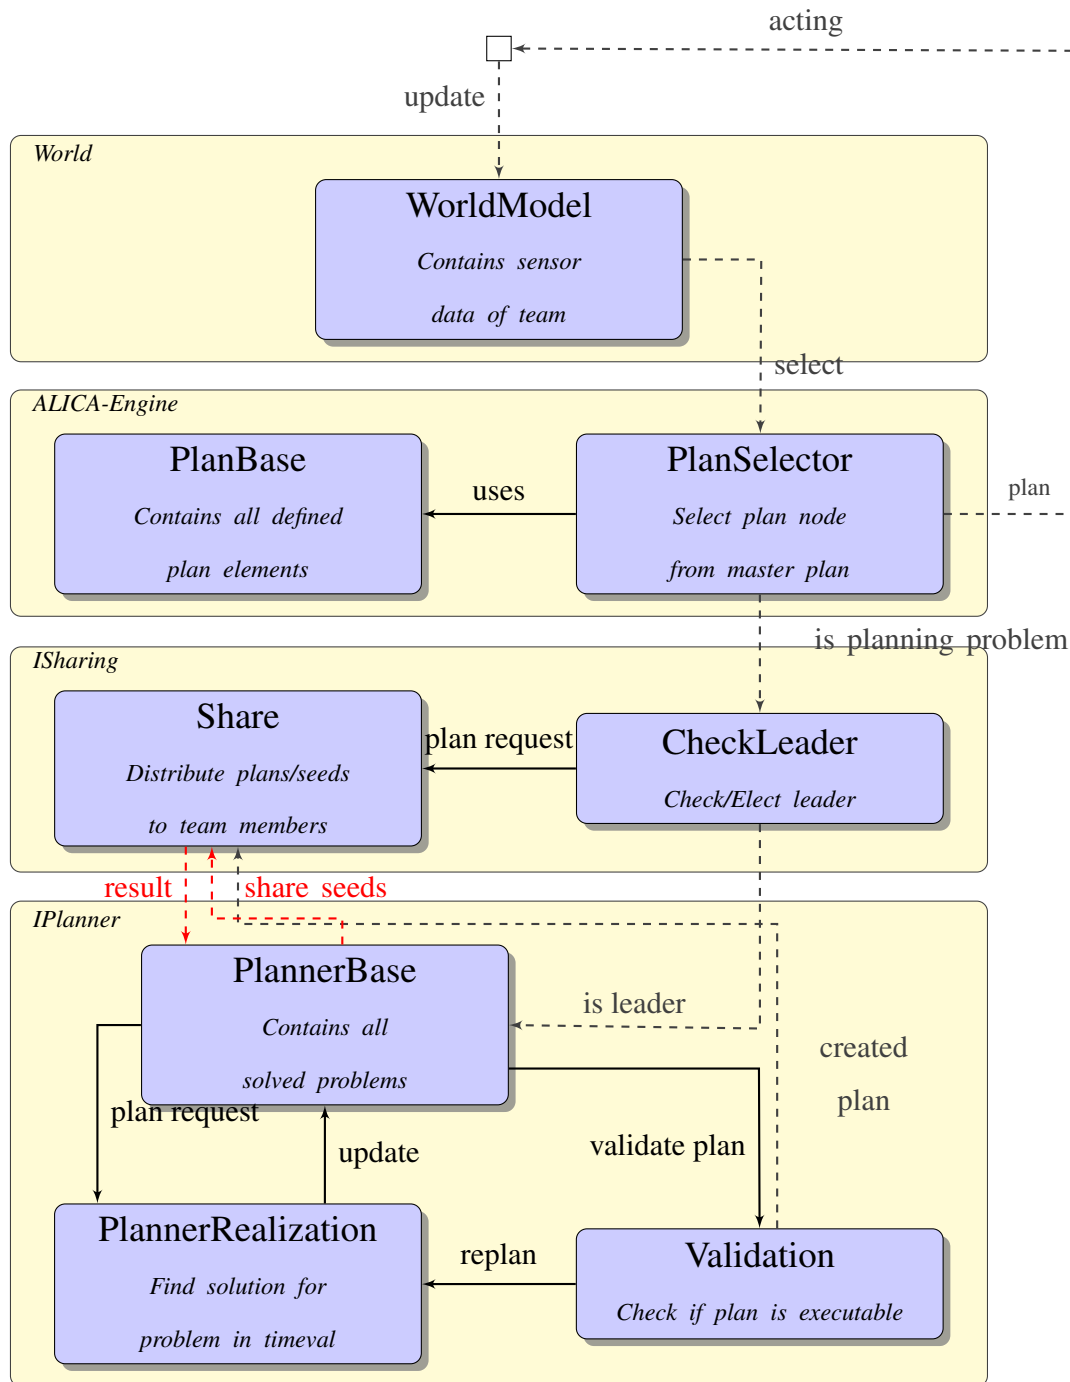 acting
update
World
WorldModel
Contains sensor
data of team
select
ALICA-Engine
PlanBase
Contains all defined
plan elements
uses
PlanSelector
Select plan node
from master plan
plan
is planning problem
ISharing
Share
Distribute plans/seeds
to team members
plan request
CheckLeader
Check/Elect leader
result
share seeds
IPlanner
PlannerBase
Contains all
solved problems
is leader
created
plan
plan request
update
validate plan
PlannerRealization
Find solution for
problem in timeval
replan
Validation
Check if plan is executable